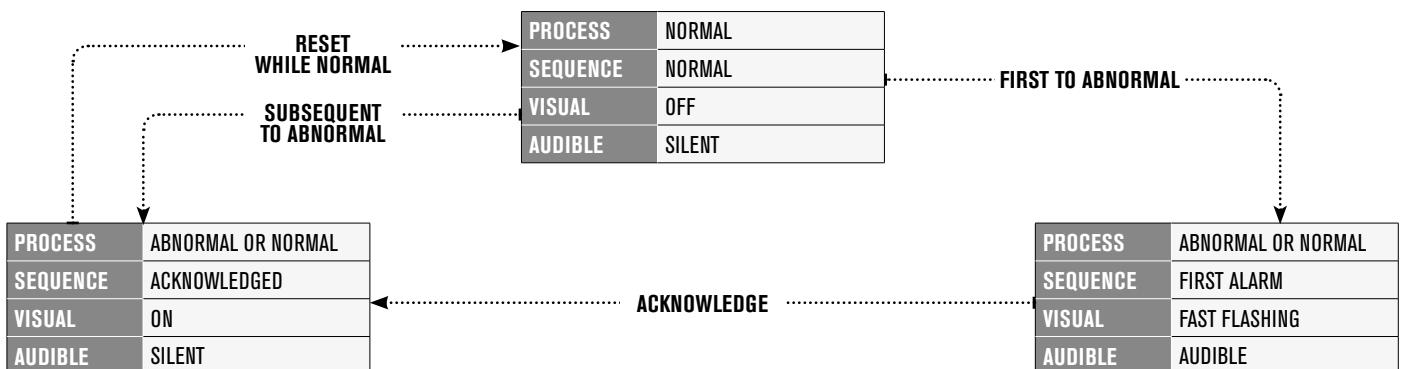 PROCESS NORMAL
SEQUENCE NORMAL
VISUAL OFF
AUDIBLE SILENT
RESET
WHILE NORMAL
SUBSEQUENT
TO ABNORMAL
FIRST TO ABNORMAL
PROCESS ABNORMAL OR NORMAL
SEQUENCE ACKNOWLEDGED
VISUAL ON
AUDIBLE SILENT
ACKNOWLEDGE
PROCESS ABNORMAL OR NORMAL
SEQUENCE FIRST ALARM
VISUAL FAST FLASHING
AUDIBLE AUDIBLE